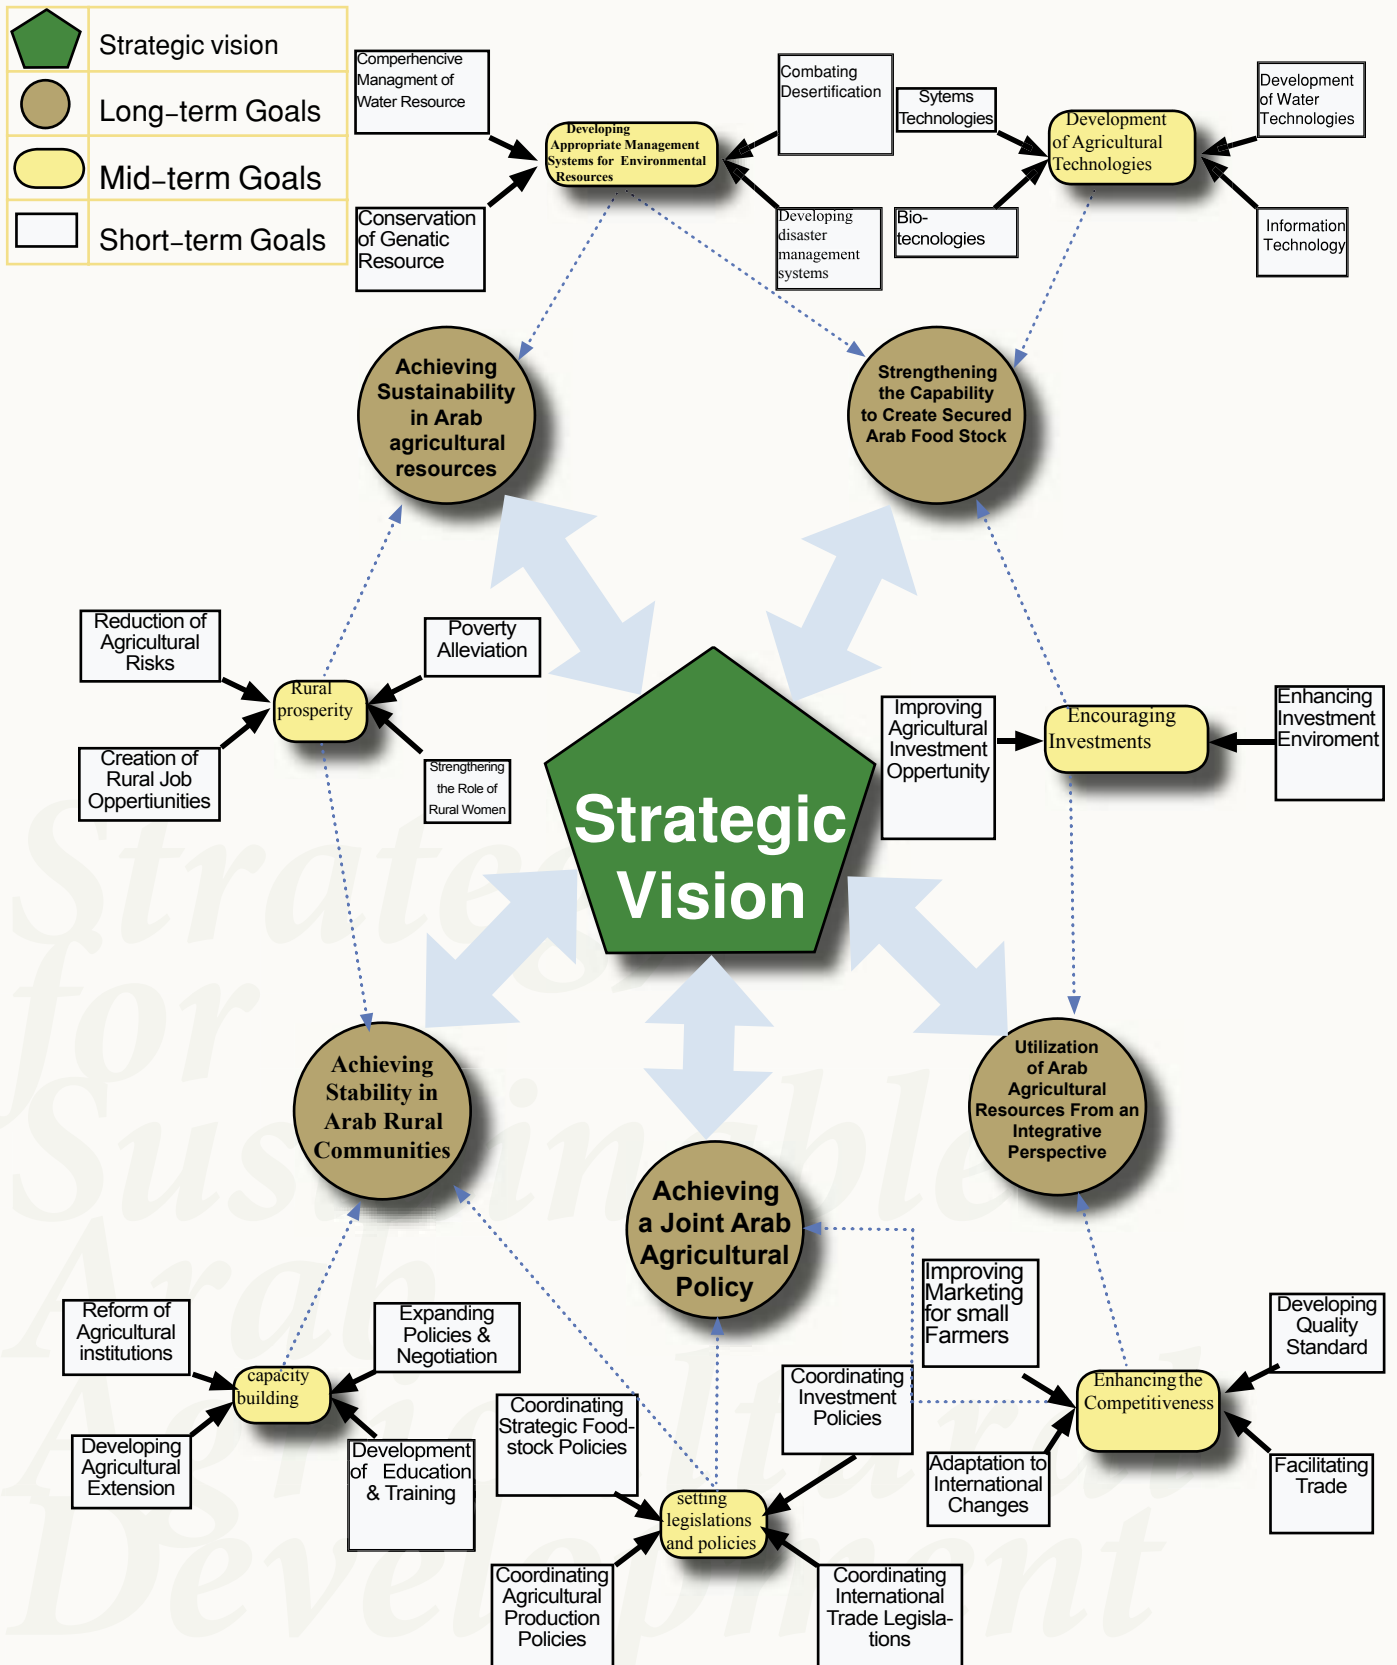 Strategic vision
Long-term Goals
Mid-term Goals
Short-term Goals
Comperhencive
Managment of
Water Resource
Conservation
of Genatic
Resource
Developing
Appropriate Management
Systems for Environmental
Resources
Combating
Desertification
Developing
disaster
management
systems
Sytems
Technologies
Bio-
tecnologies
Development
of Agricultural
Technologies
Development
of Water
Technologies
Information
Technology
Achieving
Sustainability
in Arab
agricultural
resources
Strengthening
the Capability
to Create Secured
Arab Food Stock
Reduction of
Agricultural
Risks
Poverty
Alleviation
Rural
prosperity
Creation of
Rural Job
Oppertiunities
Strengthering
the Role of
Rural Women
Improving
Agricultural
Investment
Oppertunity
Encouraging
Investments
Enhancing
Investment
Enviroment
Strategic
Vision
Achieving
Stability in
Arab Rural
Communities
Achieving
a Joint Arab
Agricultural
Policy
Utilization
of Arab
Agricultural
Resources From an
Integrative
Perspective
Reform of
Agricultural
institutions
Expanding
Policies &
Negotiation
capacity
building
Developing
Agricultural
Extension
Development
of Education
& Training
Coordinating
Strategic Food-
stock Policies
Coordinating
Investment
Policies
setting
legislations
and policies
Coordinating
Agricultural
Production
Policies
Coordinating
International
Trade Legisla-
tions
Improving
Marketing
for small
Farmers
Developing
Quality
Standard
Enhancing the
Competitiveness
Adaptation to
International
Changes
Facilitating
Trade
Strategy
for
Sustainable
Arab
Agricultural
Development